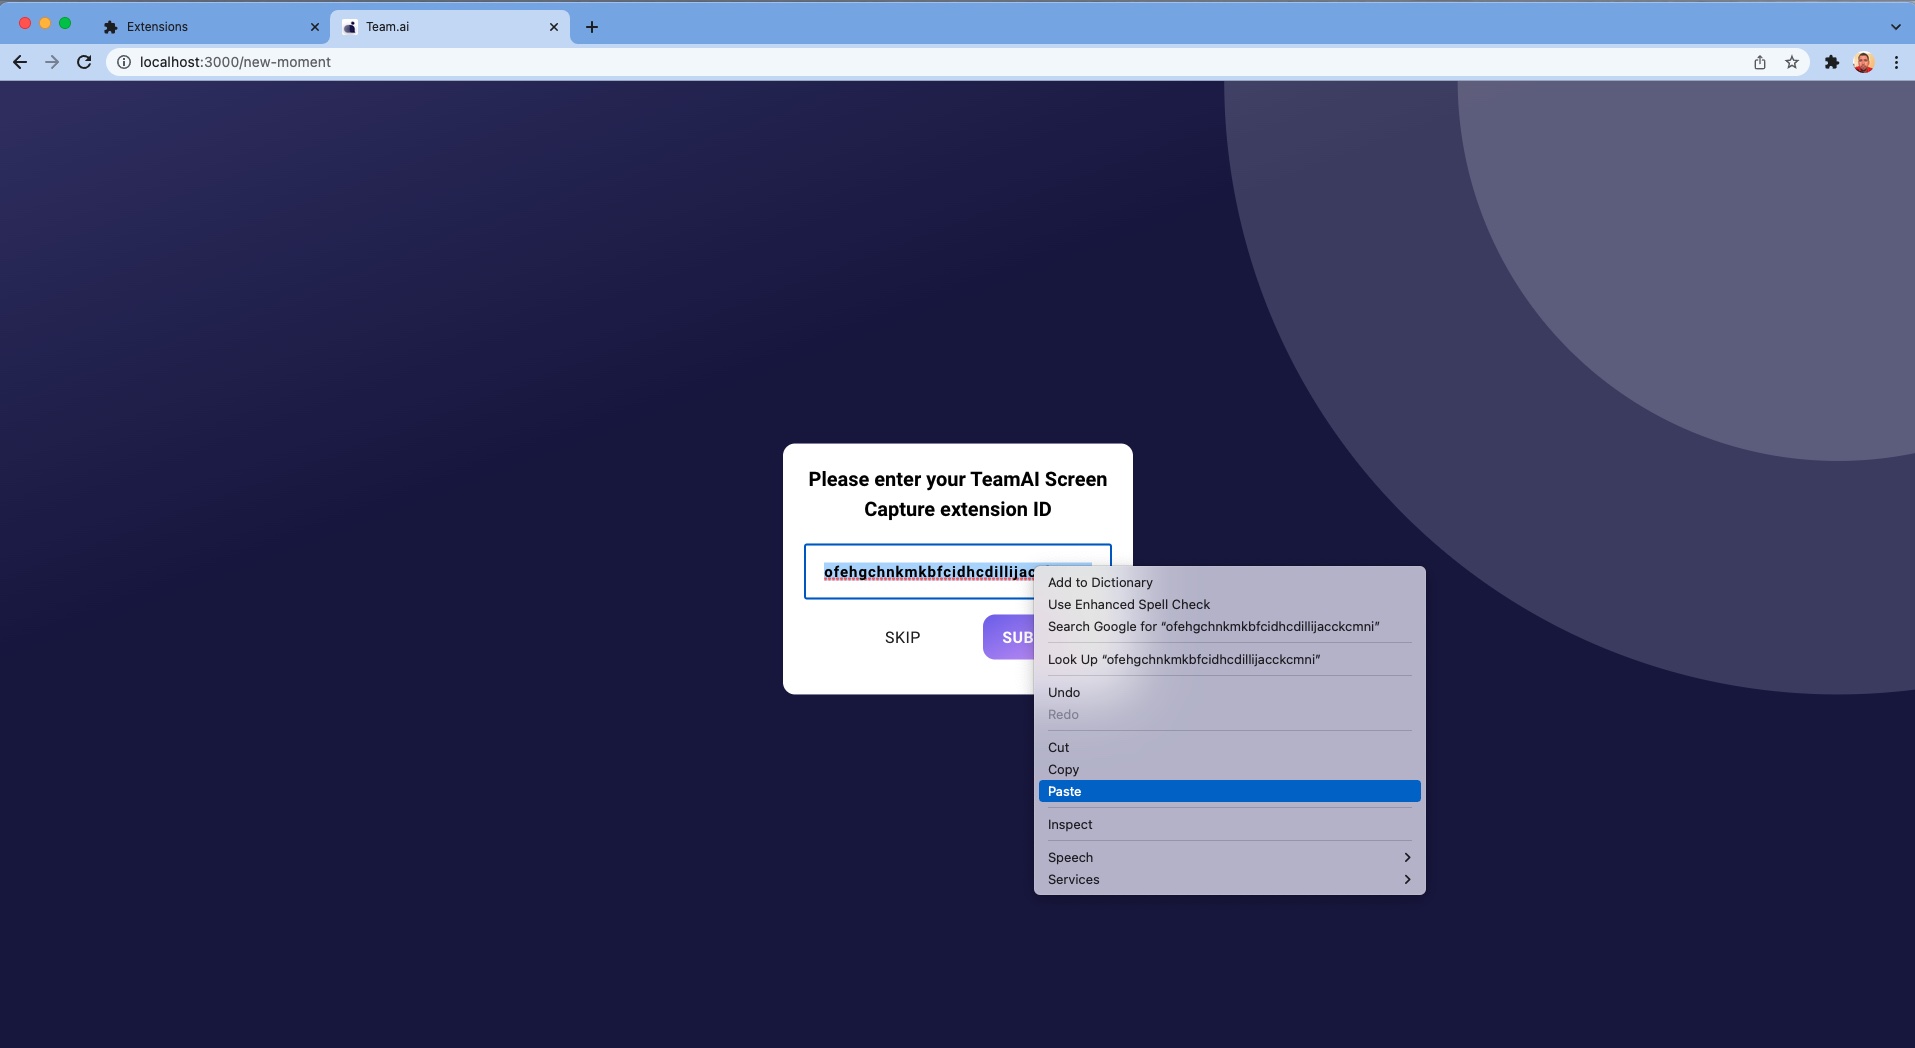 Extensions
Team.ai
localhost:3000/new-moment
Please enter your TeamAI Screen
Capture extension ID
ofehgchnkmkbfcidhcdillijac
SKIP
SUB
Add to Dictionary
Use Enhanced Spell Check
Search Google for “ofehgchnkmkbfcidhcdillijacckcmni”
Look Up “ofehgchnkmkbfcidhcdillijacckcmni”
Undo
Redo
Cut
Copy
Paste
Inspect
Speech
Services